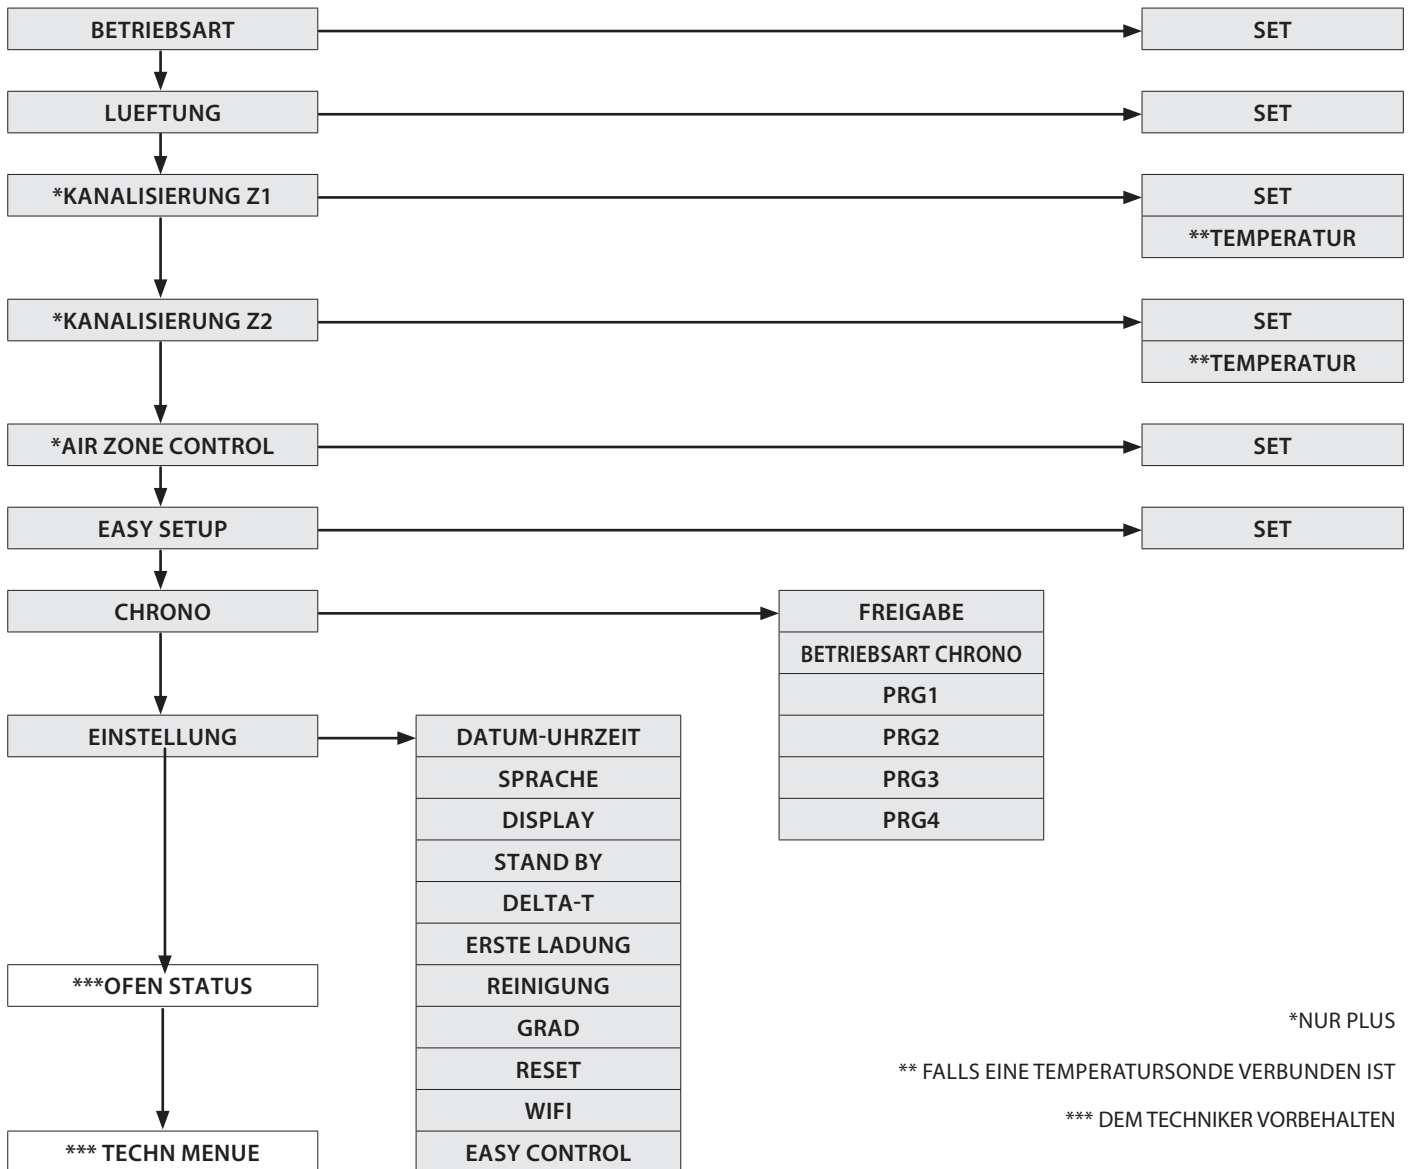 BETRIEBSART
SET
LUEFTUNG
SET
*KANALISIERUNG Z1
SET
**TEMPERATUR
*KANALISIERUNG Z2
SET
**TEMPERATUR
*AIR ZONE CONTROL
SET
EASY SETUP
SET
CHRONO
FREIGABE
BETRIEBSART CHRONO
PRG1
PRG2
PRG3
PRG4
EINSTELLUNG
DATUM-UHRZEIT
SPRACHE
DISPLAY
STAND BY
DELTA-T
ERSTE LADUNG
REINIGUNG
GRAD
RESET
WIFI
EASY CONTROL
***OFEN STATUS
*** TECHN MENUE
*NUR PLUS
** FALLS EINE TEMPERATURSONDE VERBUNDEN IST
*** DEM TECHNIKER VORBEHALTEN